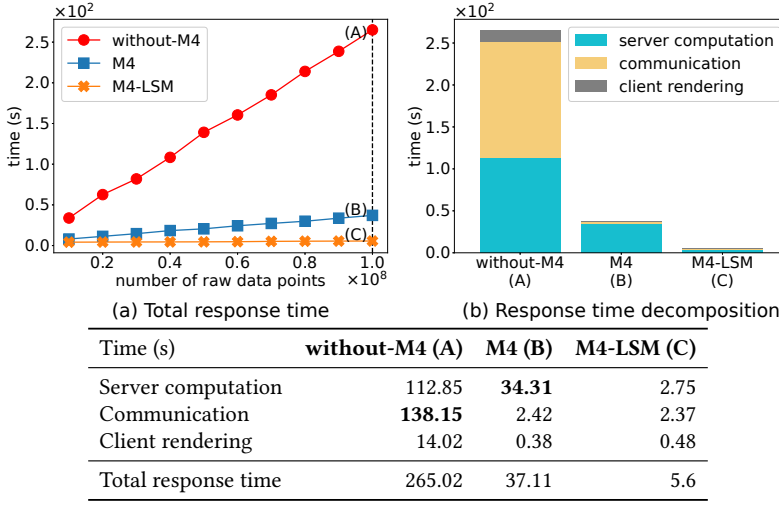 ×10²
time (s)
2.5
2.0
1.5
1.0
0.5
0.0
without-M4
M4
M4-LSM
(A)
(B)
(C)
0.2 0.4 0.6 0.8 1.0
number of raw data points
×10⁸
(a) Total response time
×10²
time (s)
2.5
2.0
1.5
1.0
0.5
0.0
server computation
communication
client rendering
without-M4 M4 M4-LSM
(A) (B) (C)
(b) Response time decomposition
Time (s) without-M4 (A) M4 (B) M4-LSM (C)
Server computation 112.85 34.31 2.75
Communication 138.15 2.42 2.37
Client rendering 14.02 0.38 0.48
Total response time 265.02 37.11 5.6